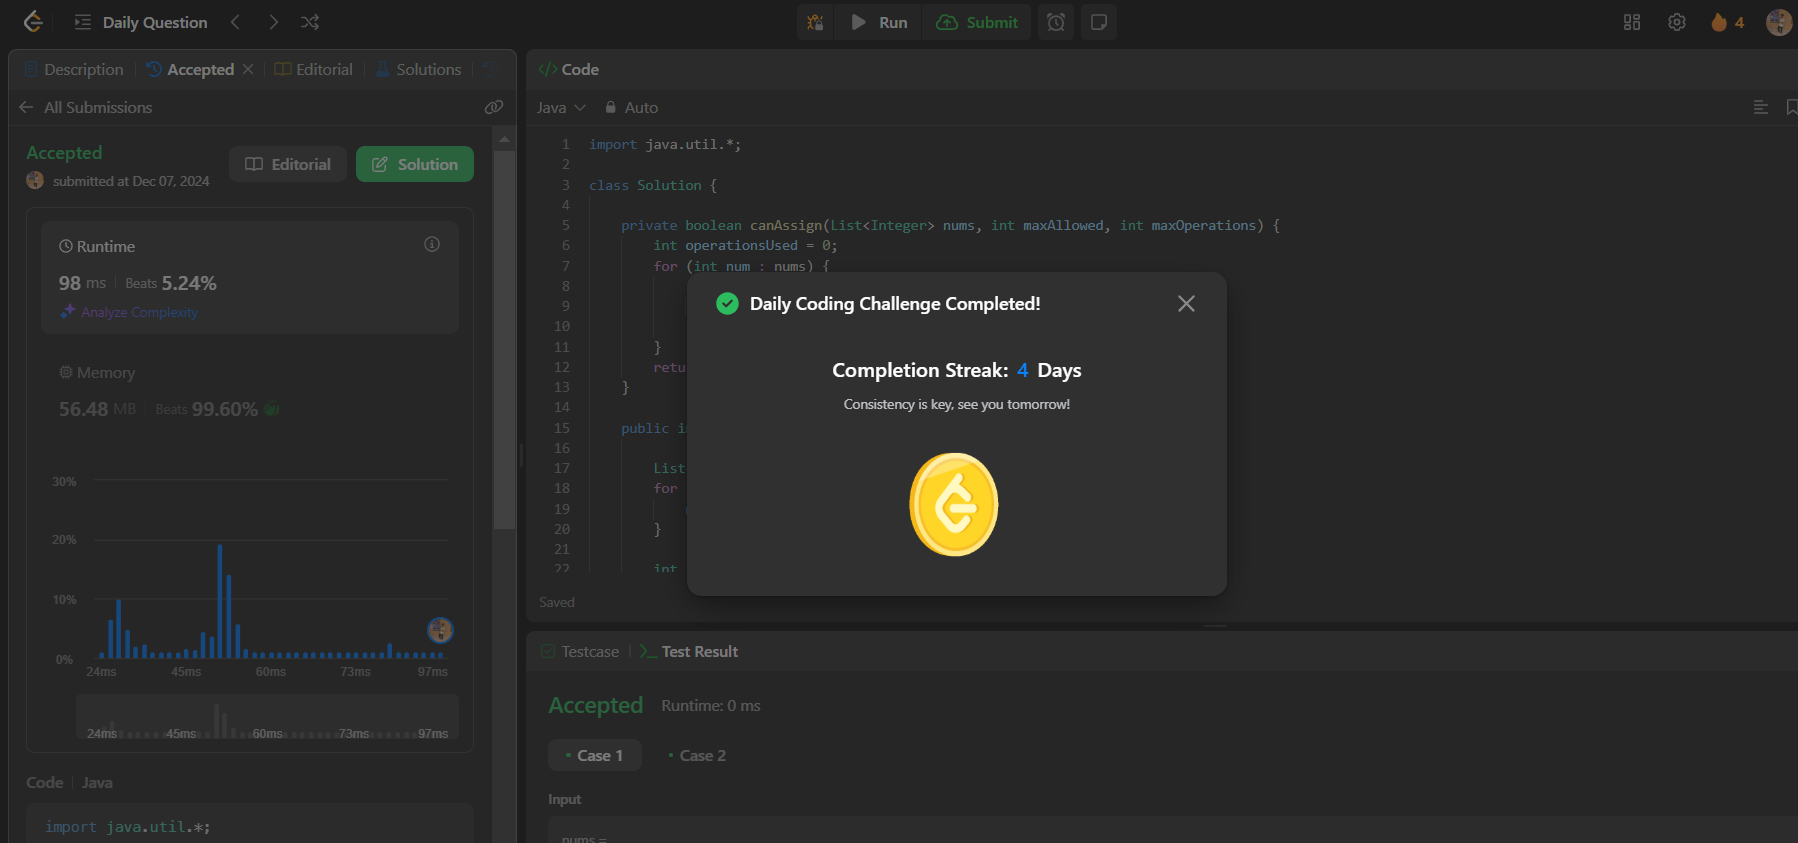 Daily Question
Run
Submit
4
Description
Accepted
Editorial
Solutions
All Submissions
Accepted
submitted at Dec 07, 2024
Editorial
Solution
Runtime
98 ms
Beats 5.24%
Analyze Complexity
Memory
56.48 MB
Beats 99.60%
30%
20%
10%
0%
24ms 45ms 60ms 73ms 97ms
24ms 45ms 60ms 73ms 97ms
Code
Java
import java.util.*;
</> Code
Java
Auto
1 import java.util.*;
2
3 class Solution {
4
5 private boolean canAssign(List<Integer> nums, int maxAllowed, int maxOperations) {
6 int operationsUsed = 0;
7 for (int num : nums) {
8
9
10
11 }
12 retu
13 }
14
15 public in
16
17 List
18 for
19
20 }
21
22 int
Saved
Daily Coding Challenge Completed!
Completion Streak: 4 Days
Consistency is key, see you tomorrow!
Testcase
Test Result
Accepted
Runtime: 0 ms
Case 1
Case 2
Input
nums =